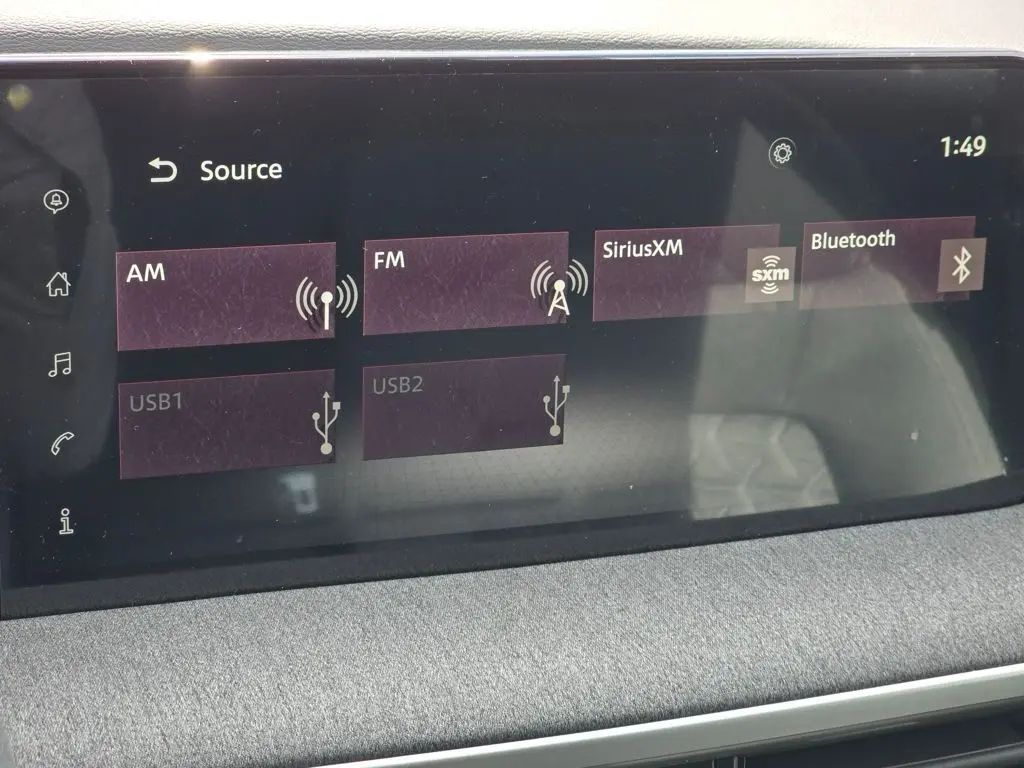 Source
1:49
AM
FM
SiriusXM
sxm
Bluetooth
USB1
USB2